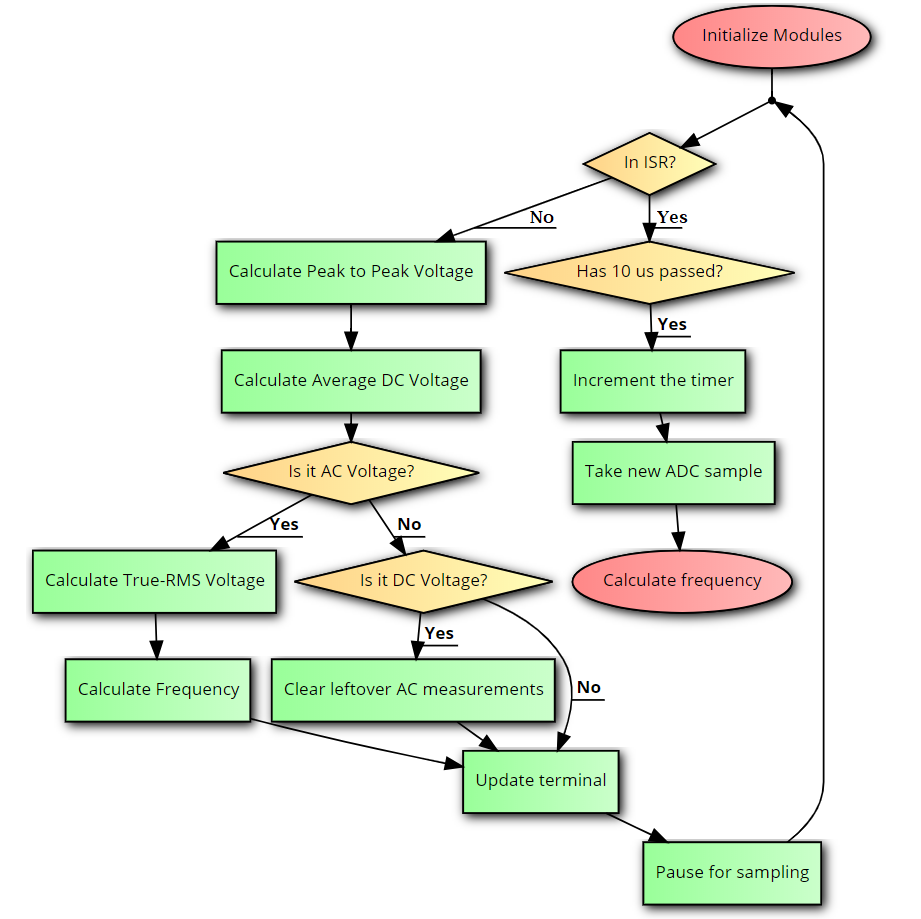 Initialize Modules
In ISR?
No
Yes
Calculate Peak to Peak Voltage
Has 10 us passed?
Yes
Calculate Average DC Voltage
Increment the timer
Is it AC Voltage?
Take new ADC sample
Yes
No
Calculate True-RMS Voltage
Is it DC Voltage?
Calculate frequency
Yes
No
Calculate Frequency
Clear leftover AC measurements
Update terminal
Pause for sampling